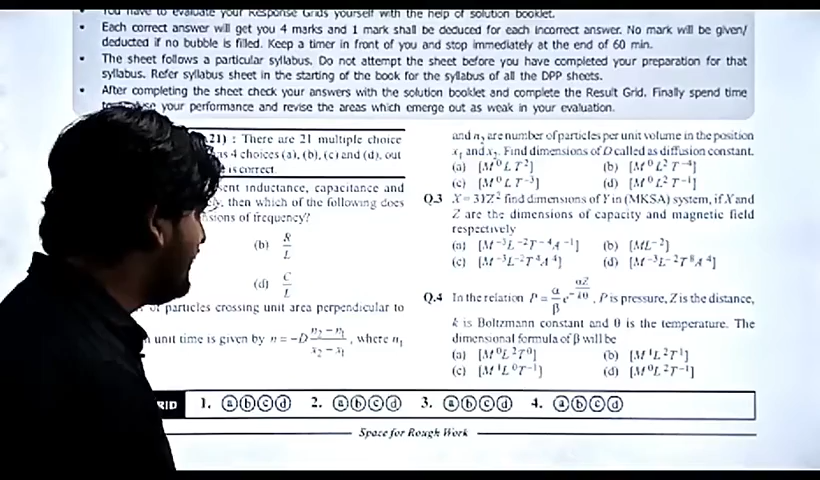 You have to evaluate your Response Grids yourself with the help of solution booklet.
• Each correct answer will get you 4 marks and 1 mark shall be deduced for each incorrect answer. No mark will be given/
deducted if no bubble is filled. Keep a timer in front of you and stop immediately at the end of 60 min.
• The sheet follows a particular syllabus. Do not attempt the sheet before you have completed your preparation for that
syllabus. Refer syllabus sheet in the starting of the book for the syllabus of all the DPP sheets.
• After completing the sheet check your answers with the solution booklet and complete the Result Grid. Finally spend time
your performance and revise the areas which emerge out as weak in your evaluation.
21) : There are 21 multiple choice
4 choices (a), (b), (c) and (d), out
is correct.
inductance, capacitance and
then which of the following does
of frequency?
(b) R/L
(d) C/L
of particles crossing unit area perpendicular to
unit time is given by n = −D (n₂ − n₁)/(x₂ − x₁), where n₁
and n₂ are number of particles per unit volume in the position
x₁ and x₂. Find dimensions of D called as diffusion constant.
(a) [M⁰LT²] (b) [M⁰L²T⁻⁴]
(c) [M⁰LT⁻³] (d) [M⁰L²T⁻¹]
Q.3 X = 3YZ² find dimensions of Y in (MKSA) system, if X and
Z are the dimensions of capacity and magnetic field
respectively
(a) [M⁻³L⁻²T⁻⁴A⁻¹] (b) [ML⁻²]
(c) [M⁻³L⁻²T⁴A⁴] (d) [M⁻³L⁻²T⁸A⁴]
Q.4 In the relation P = α/β e^(−αZ/kθ), P is pressure, Z is the distance,
k is Boltzmann constant and θ is the temperature. The
dimensional formula of β will be
(a) [M⁰L²T⁰] (b) [M¹L²T¹]
(c) [M¹L⁰T⁻¹] (d) [M⁰L²T⁻¹]
RID 1. ⓐⓑⓒⓓ 2. ⓐⓑⓒⓓ 3. ⓐⓑⓒⓓ 4. ⓐⓑⓒⓓ
Space for Rough Work